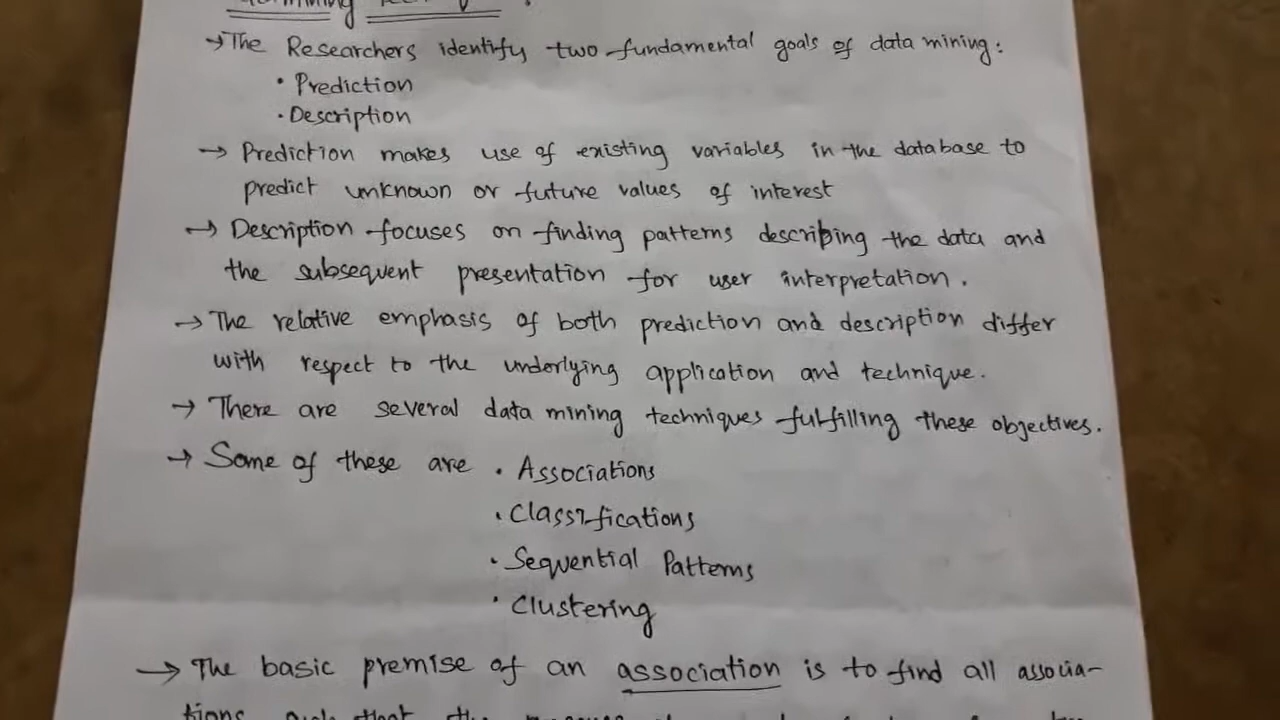 → The Researchers identify two fundamental goals of data mining:
• Prediction
• Description
→ Prediction makes use of existing variables in the database to
predict unknown or future values of interest
→ Description focuses on finding patterns describing the data and
the subsequent presentation for user interpretation.
→ The relative emphasis of both prediction and description differ
with respect to the underlying application and technique.
→ There are several data mining techniques fulfilling these objectives.
→ Some of these are • Associations
• Classifications
• Sequential Patterns
• Clustering
→ The basic premise of an association is to find all associa-
tions such that the